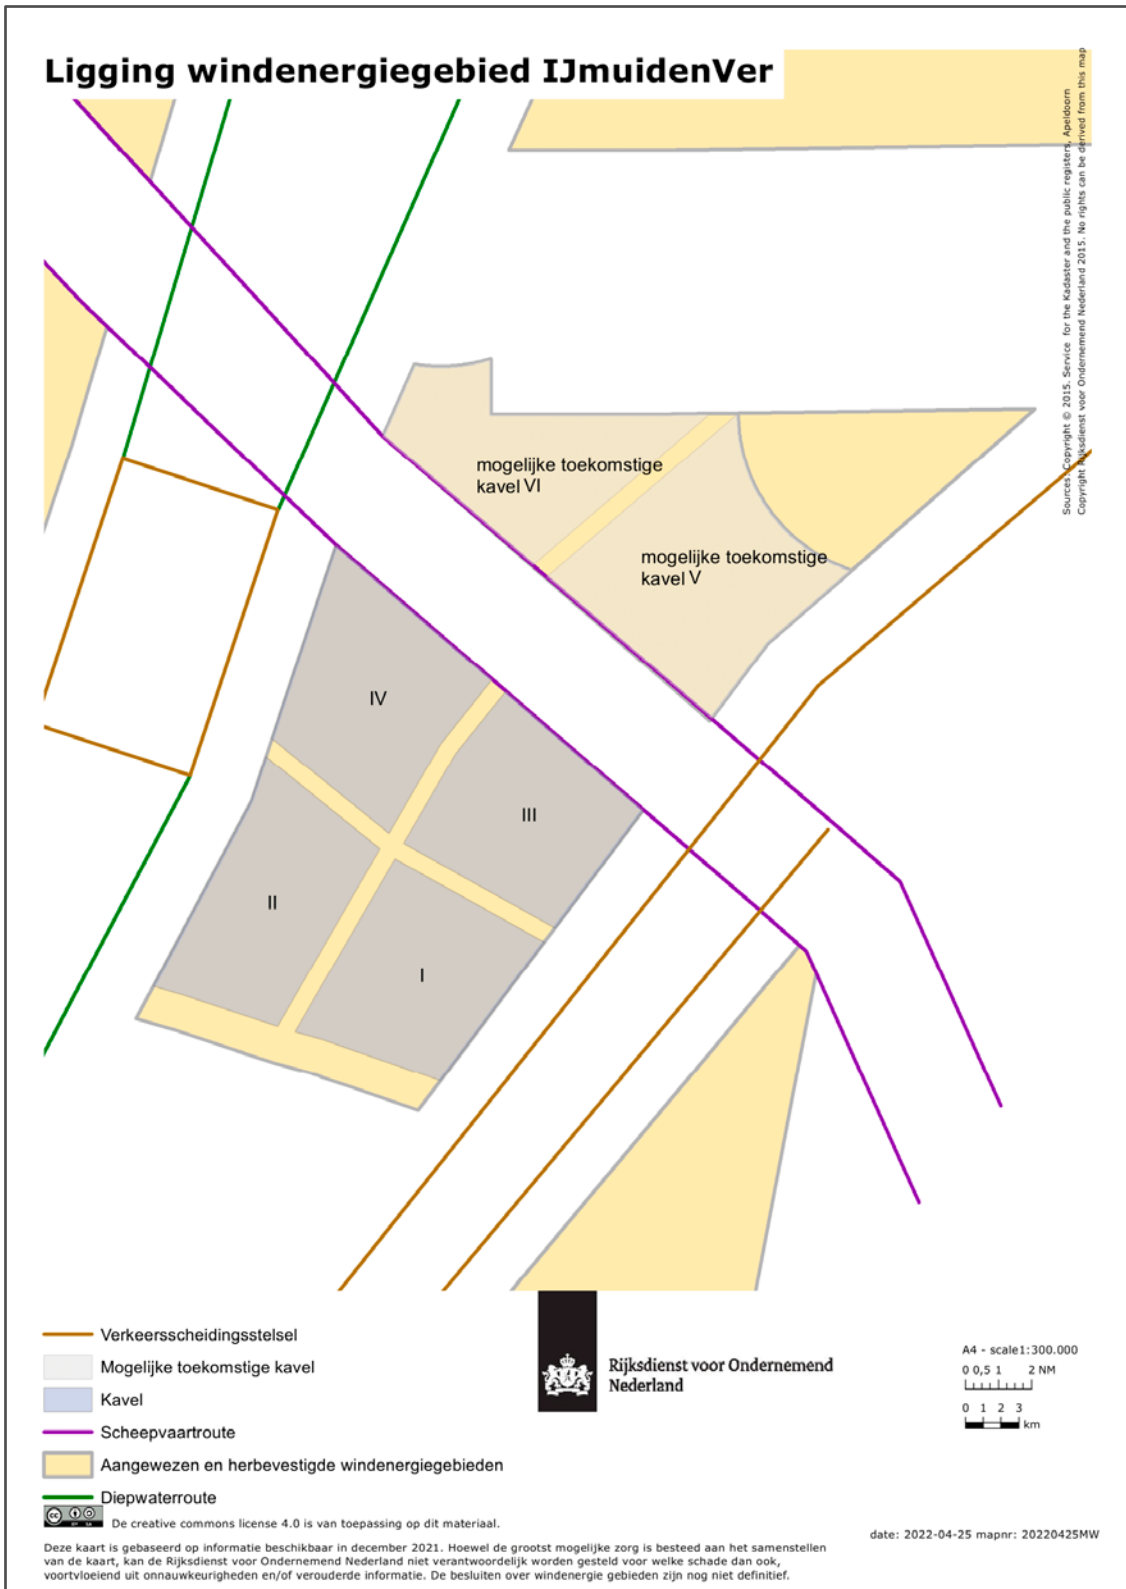 Ligging windenergiegebied IJmuidenVer
Sources: Copyright © 2015. Service for the Kadaster and the public registers, Apeldoorn
Copyright Rijksdienst voor Ondernemend Nederland 2015. No rights can be derived from this map
mogelijke toekomstige
kavel VI
mogelijke toekomstige
kavel V
IV
III
II
I
Verkeersscheidingsstelsel
Mogelijke toekomstige kavel
Kavel
Scheepvaartroute
Aangewezen en herbevestigde windenergiegebieden
Diepwaterroute
Rijksdienst voor Ondernemend
Nederland
A4 - scale1:300.000
0 0,5 1 2 NM
0 1 2 3
km
cc
BY SA
De creative commons license 4.0 is van toepassing op dit materiaal.
date: 2022-04-25 mapnr: 20220425MW
Deze kaart is gebaseerd op informatie beschikbaar in december 2021. Hoewel de grootst mogelijke zorg is besteed aan het samenstellen
van de kaart, kan de Rijksdienst voor Ondernemend Nederland niet verantwoordelijk worden gesteld voor welke schade dan ook,
voortvloeiend uit onnauwkeurigheden en/of verouderde informatie. De besluiten over windenergie gebieden zijn nog niet definitief.